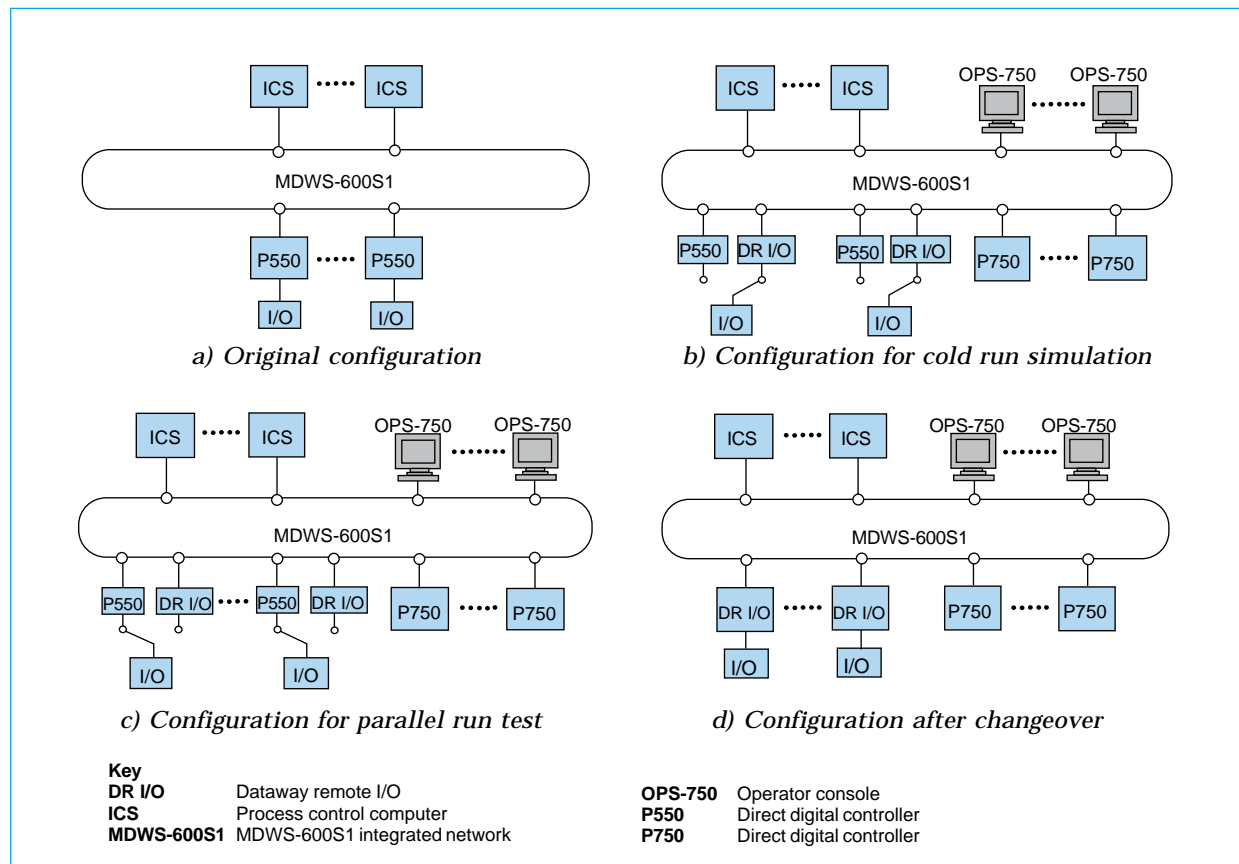 ICS ICS
MDWS-600S1
P550 P550
I/O I/O
a) Original configuration
OPS-750 OPS-750
ICS ICS
MDWS-600S1
P550 DR I/O P550 DR I/O P750 P750
I/O I/O
b) Configuration for cold run simulation
OPS-750 OPS-750
ICS ICS
MDWS-600S1
P550 DR I/O P550 DR I/O P750 P750
I/O I/O
c) Configuration for parallel run test
OPS-750 OPS-750
ICS ICS
MDWS-600S1
DR I/O DR I/O P750 P750
I/O I/O
d) Configuration after changeover
Key
DR I/O Dataway remote I/O
ICS Process control computer
MDWS-600S1 MDWS-600S1 integrated network
OPS-750 Operator console
P550 Direct digital controller
P750 Direct digital controller